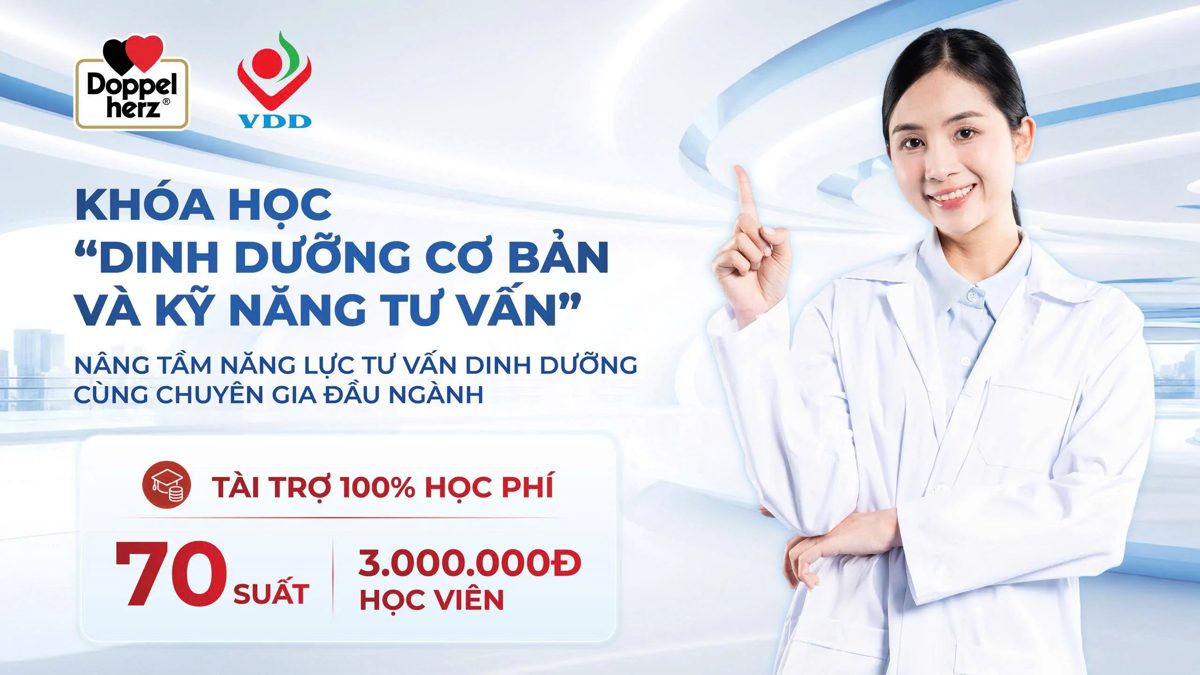 Doppel
herz®
VDD
KHÓA HỌC
“DINH DƯỠNG CƠ BẢN
VÀ KỸ NĂNG TƯ VẤN”
NÂNG TẦM NĂNG LỰC TƯ VẤN DINH DƯỠNG
CÙNG CHUYÊN GIA ĐẦU NGÀNH
TÀI TRỢ 100% HỌC PHÍ
70 SUẤT
3.000.000Đ
HỌC VIÊN